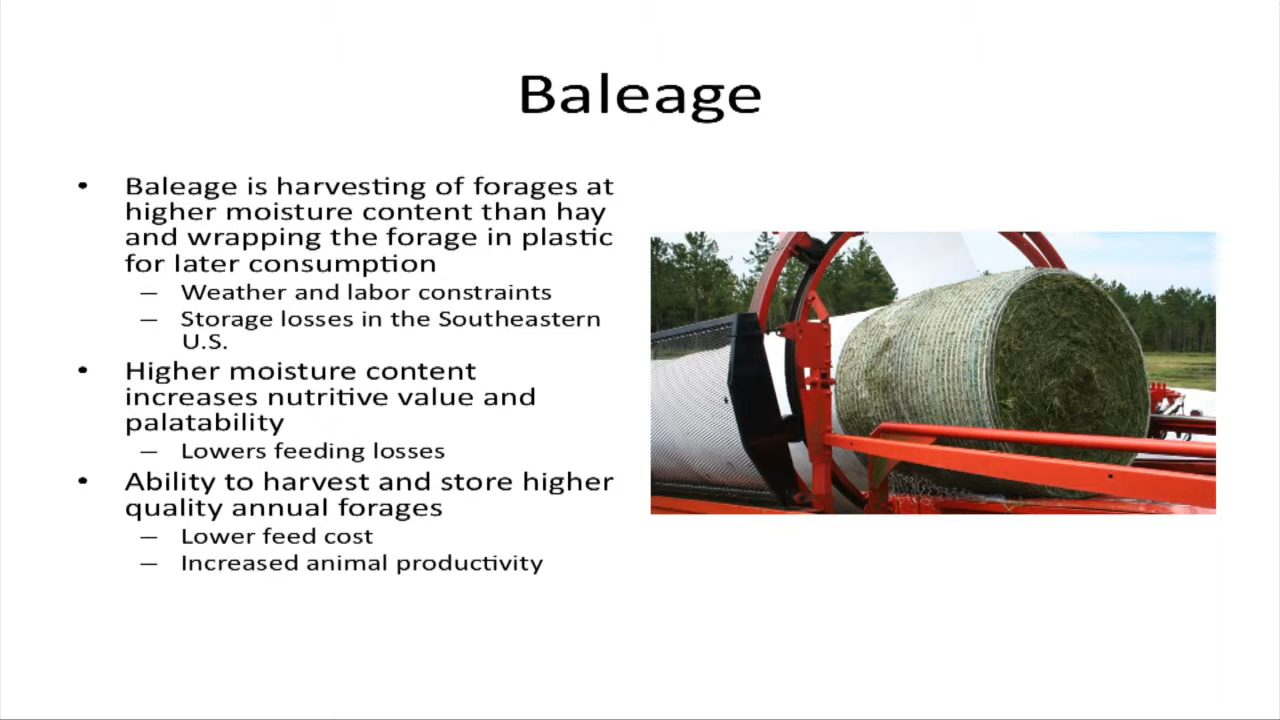 Baleage
• Baleage is harvesting of forages at
higher moisture content than hay
and wrapping the forage in plastic
for later consumption
— Weather and labor constraints
— Storage losses in the Southeastern
U.S.
• Higher moisture content
increases nutritive value and
palatability
— Lowers feeding losses
• Ability to harvest and store higher
quality annual forages
— Lower feed cost
— Increased animal productivity